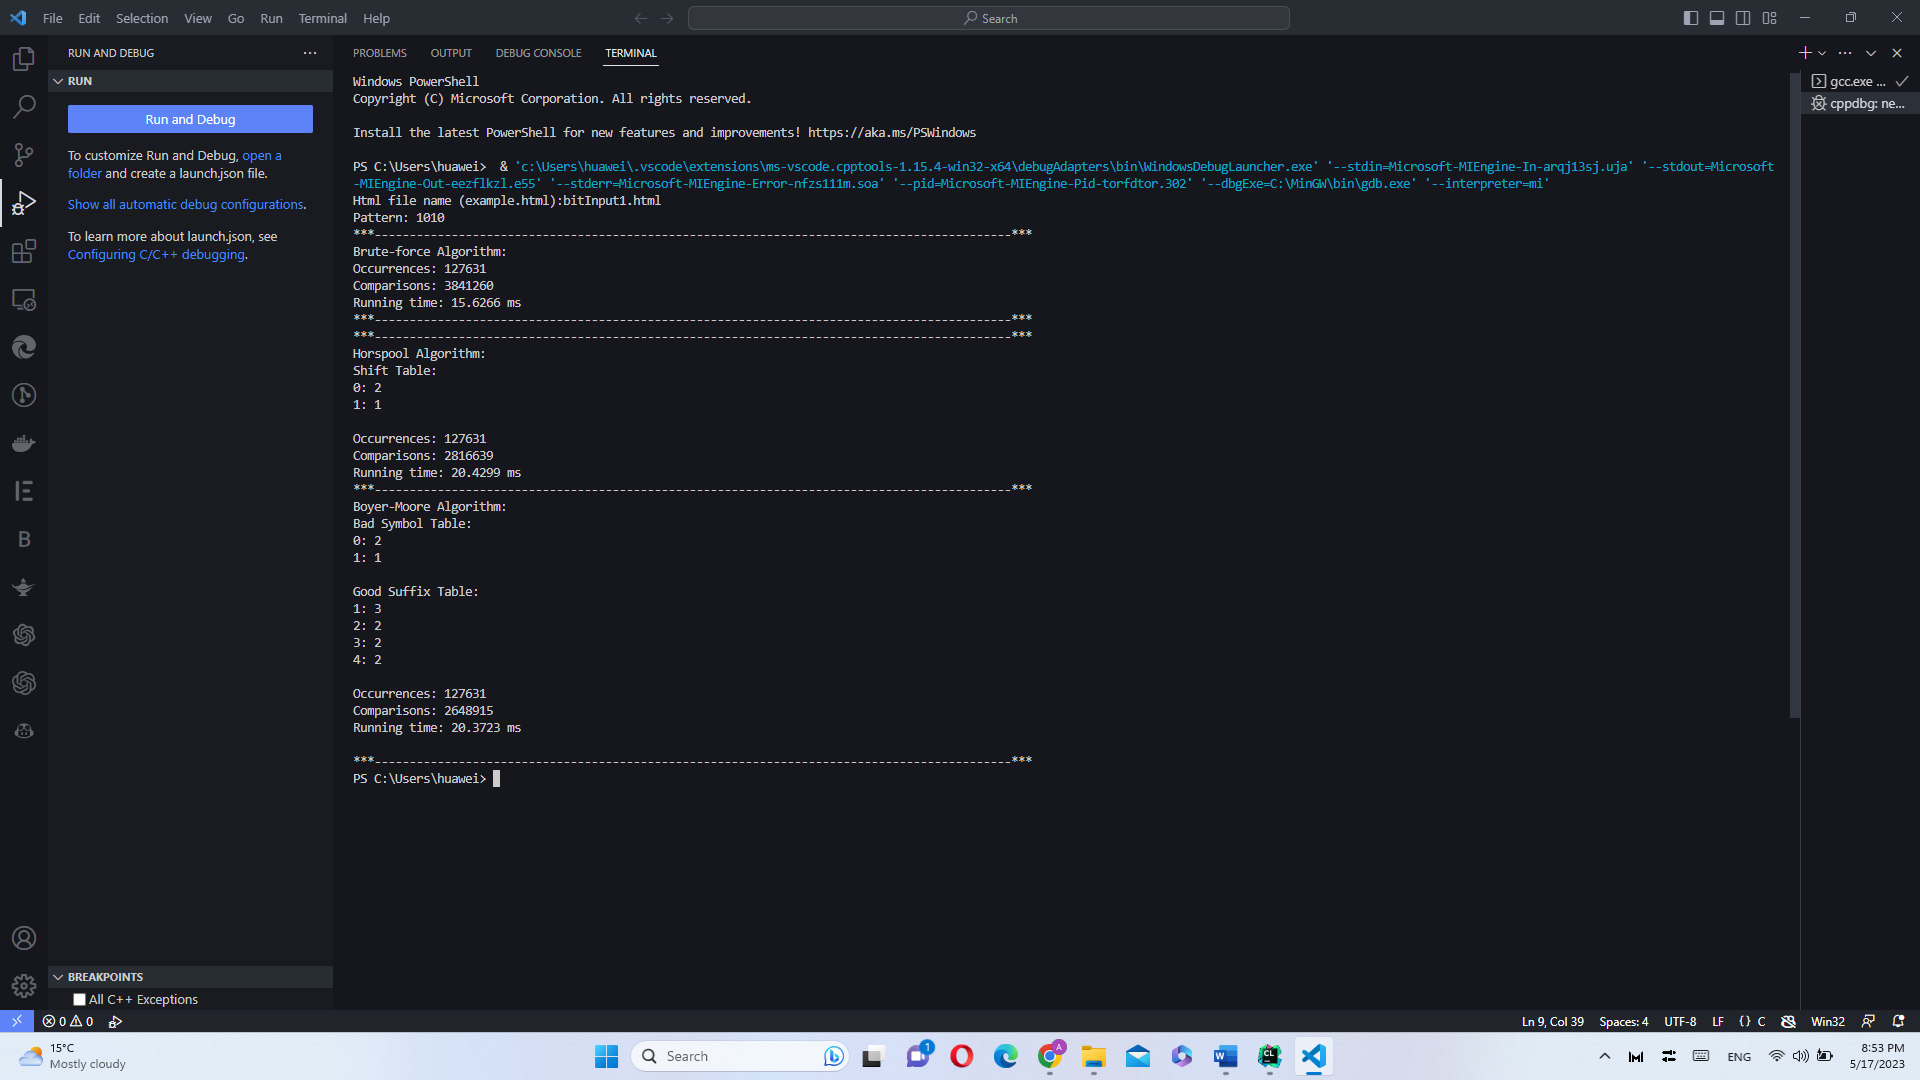 File Edit Selection View Go Run Terminal Help
Search
RUN AND DEBUG
RUN
Run and Debug
To customize Run and Debug, open a
folder and create a launch.json file.
Show all automatic debug configurations.
To learn more about launch.json, see
Configuring C/C++ debugging.
BREAKPOINTS
All C++ Exceptions
PROBLEMS OUTPUT DEBUG CONSOLE TERMINAL
Windows PowerShell
Copyright (C) Microsoft Corporation. All rights reserved.
Install the latest PowerShell for new features and improvements! https://aka.ms/PSWindows
PS C:\Users\huawei>  & 'c:\Users\huawei\.vscode\extensions\ms-vscode.cpptools-1.15.4-win32-x64\debugAdapters\bin\WindowsDebugLauncher.exe' '--stdin=Microsoft-MIEngine-In-arqj13sj.uja' '--stdout=Microsoft
-MIEngine-Out-eezflkzl.e55' '--stderr=Microsoft-MIEngine-Error-nfzs111m.soa' '--pid=Microsoft-MIEngine-Pid-torfdtor.302' '--dbgExe=C:\MinGW\bin\gdb.exe' '--interpreter=mi'
Html file name (example.html):bitInput1.html
Pattern: 1010
***-------------------------------------------------------------------------------------------***
Brute-force Algorithm:
Occurrences: 127631
Comparisons: 3841260
Running time: 15.6266 ms
***-------------------------------------------------------------------------------------------***
***-------------------------------------------------------------------------------------------***
Horspool Algorithm:
Shift Table:
0: 2
1: 1
Occurrences: 127631
Comparisons: 2816639
Running time: 20.4299 ms
***-------------------------------------------------------------------------------------------***
Boyer-Moore Algorithm:
Bad Symbol Table:
0: 2
1: 1
Good Suffix Table:
1: 3
2: 2
3: 2
4: 2
Occurrences: 127631
Comparisons: 2648915
Running time: 20.3723 ms
***-------------------------------------------------------------------------------------------***
PS C:\Users\huawei>
gcc.exe ...
cppdbg: ne...
0 0
Ln 9, Col 39 Spaces: 4 UTF-8 LF {} C Win32
15°C
Mostly cloudy
Search
1
A
W
CL
ENG
8:53 PM
5/17/2023